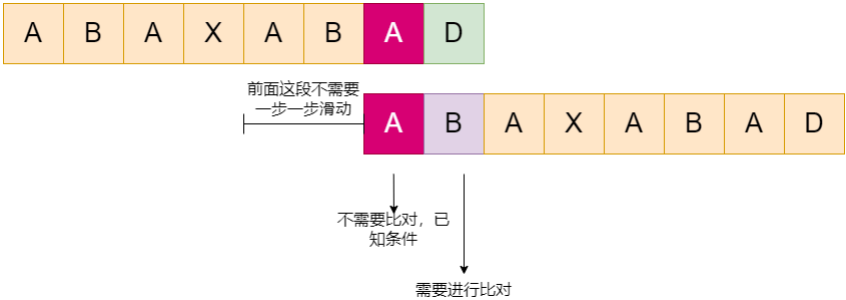 A B A X A B A D
前面这段不需要
一步一步滑动
A B A X A B A D
不需要比对，已
知条件
需要进行比对